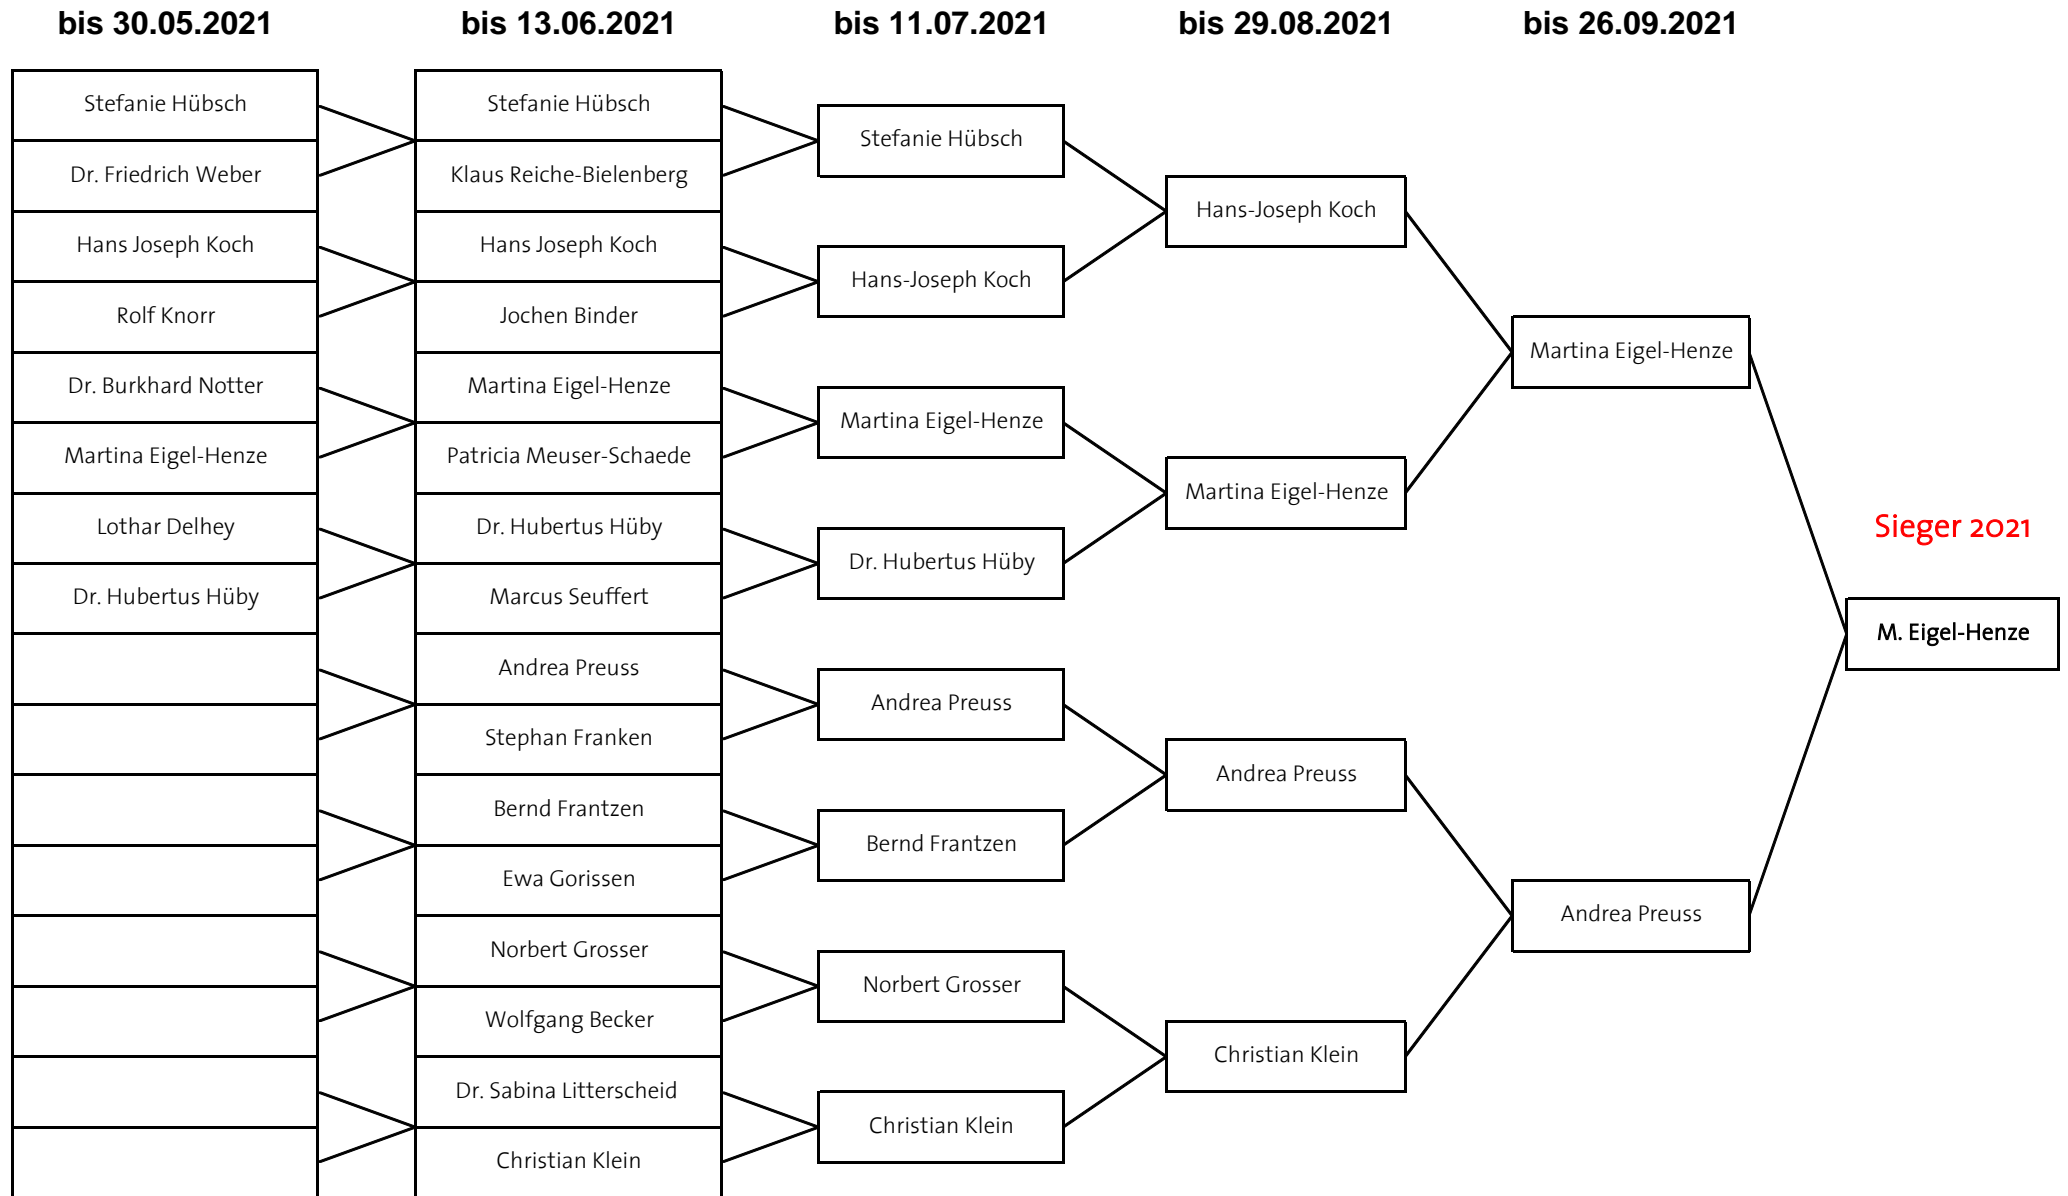 bis 30.05.2021
bis 13.06.2021
bis 11.07.2021
bis 29.08.2021
bis 26.09.2021
Stefanie Hübsch
Dr. Friedrich Weber
Hans Joseph Koch
Rolf Knorr
Dr. Burkhard Notter
Martina Eigel-Henze
Lothar Delhey
Dr. Hubertus Hüby
Stefanie Hübsch
Klaus Reiche-Bielenberg
Hans Joseph Koch
Jochen Binder
Martina Eigel-Henze
Patricia Meuser-Schaede
Dr. Hubertus Hüby
Marcus Seuffert
Andrea Preuss
Stephan Franken
Bernd Frantzen
Ewa Gorissen
Norbert Grosser
Wolfgang Becker
Dr. Sabina Litterscheid
Christian Klein
Stefanie Hübsch
Hans-Joseph Koch
Martina Eigel-Henze
Dr. Hubertus Hüby
Andrea Preuss
Bernd Frantzen
Norbert Grosser
Christian Klein
Hans-Joseph Koch
Martina Eigel-Henze
Andrea Preuss
Christian Klein
Martina Eigel-Henze
Andrea Preuss
Sieger 2021
M. Eigel-Henze